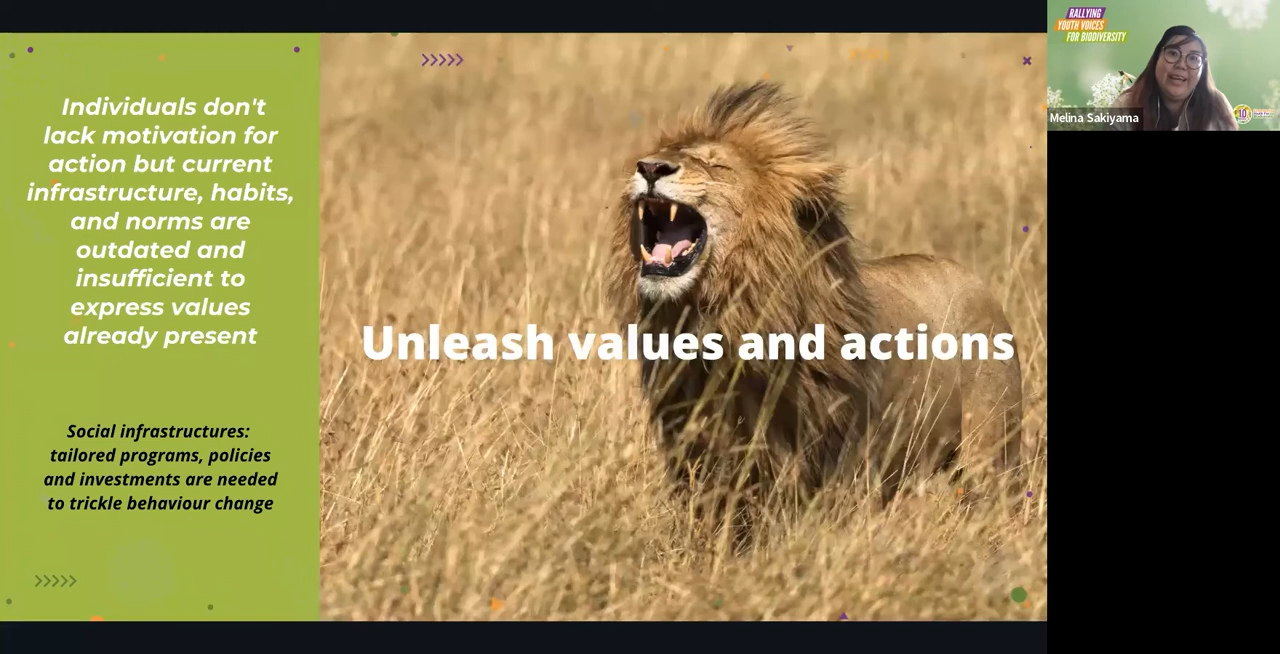 Individuals don't
lack motivation for
action but current
infrastructure, habits,
and norms are
outdated and
insufficient to
express values
already present
Social infrastructures:
tailored programs, policies
and investments are needed
to trickle behaviour change
Unleash values and actions
RALLYING
YOUTH VOICES
FOR BIODIVERSITY
Melina Sakiyama
10